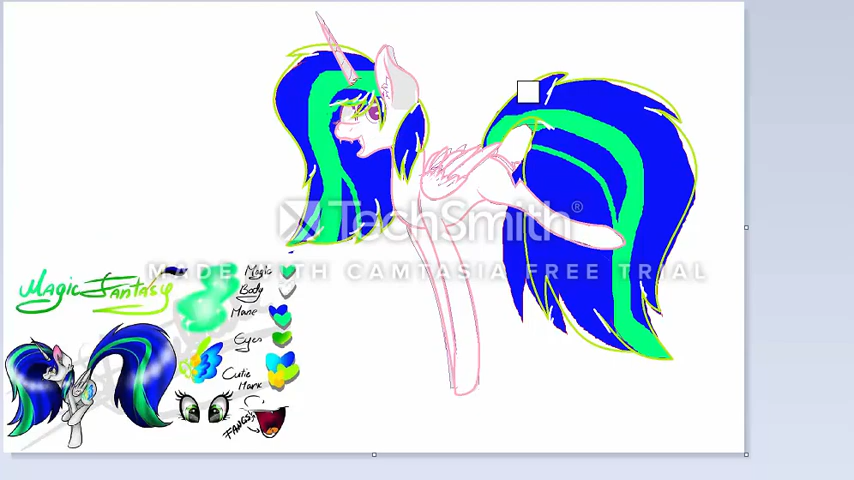 TechSmith®
MADE WITH CAMTASIA FREE TRIAL
Magic Fantasy
Magic
Body
Mane
Eyes
Cutie
Mark
FANGS